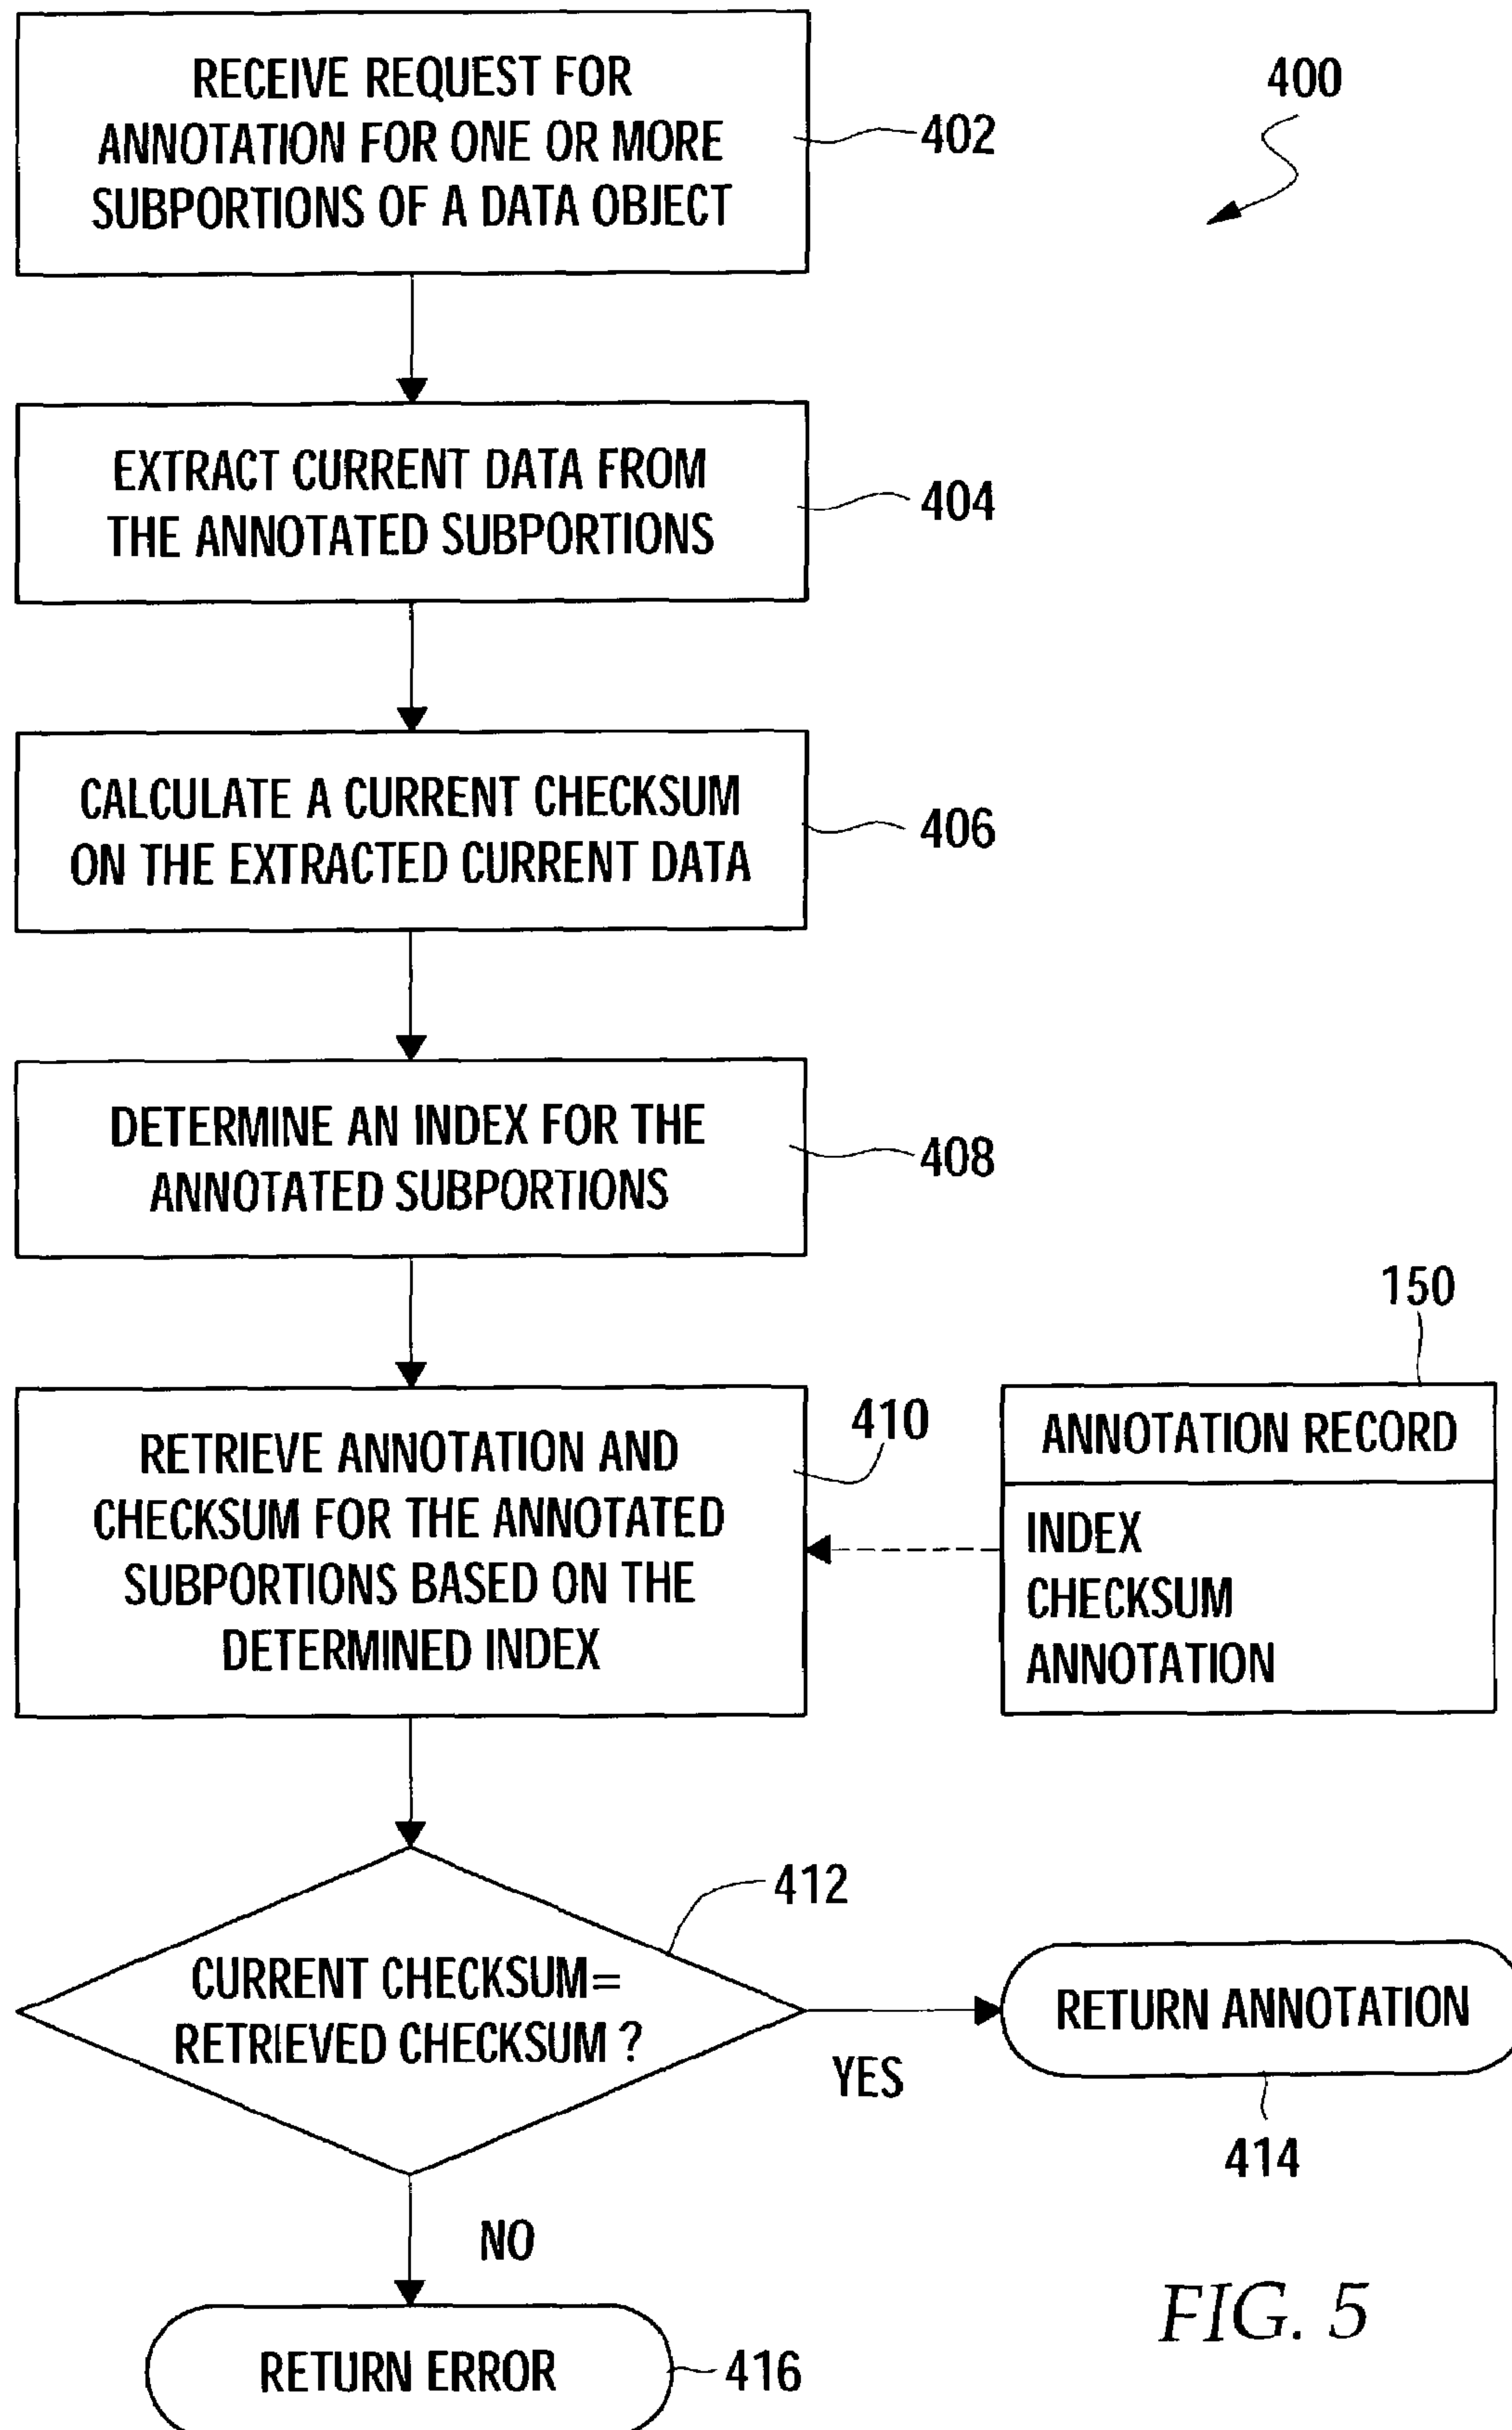 RECEIVE REQUEST FOR
ANNOTATION FOR ONE OR MORE
SUBPORTIONS OF A DATA OBJECT
402
400
EXTRACT CURRENT DATA FROM
THE ANNOTATED SUBPORTIONS
404
CALCULATE A CURRENT CHECKSUM
ON THE EXTRACTED CURRENT DATA
406
DETERMINE AN INDEX FOR THE
ANNOTATED SUBPORTIONS
408
RETRIEVE ANNOTATION AND
CHECKSUM FOR THE ANNOTATED
SUBPORTIONS BASED ON THE
DETERMINED INDEX
410
150
ANNOTATION RECORD
INDEX
CHECKSUM
ANNOTATION
CURRENT CHECKSUM=
RETRIEVED CHECKSUM ?
412
YES
RETURN ANNOTATION
414
NO
RETURN ERROR
416
FIG. 5